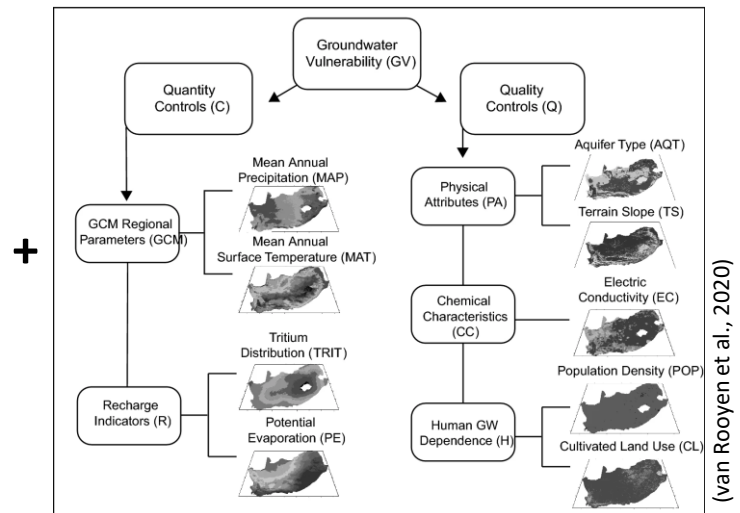 Groundwater
Vulnerability (GV)
Quantity
Controls (C)
Quality
Controls (Q)
Mean Annual
Precipitation (MAP)
GCM Regional
Parameters (GCM)
Mean Annual
Surface Temperature (MAT)
Tritium
Distribution (TRIT)
Recharge
Indicators (R)
Potential
Evaporation (PE)
Aquifer Type (AQT)
Physical
Attributes (PA)
Terrain Slope (TS)
Electric
Conductivity (EC)
Chemical
Characteristics
(CC)
Population Density (POP)
Human GW
Dependence (H)
Cultivated Land Use (CL)
+
(van Rooyen et al., 2020)